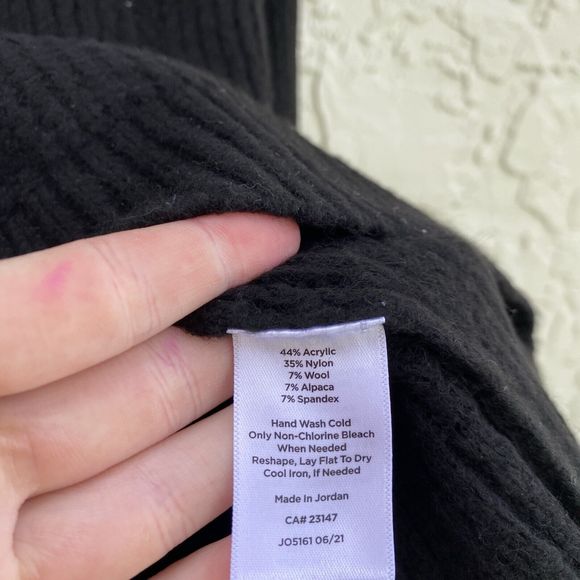 44% Acrylic
35% Nylon
7% Wool
7% Alpaca
7% Spandex
Hand Wash Cold
Only Non-Chlorine Bleach
When Needed
Reshape, Lay Flat To Dry
Cool Iron, If Needed
Made in Jordan
CA# 23147
JO5161 06/21